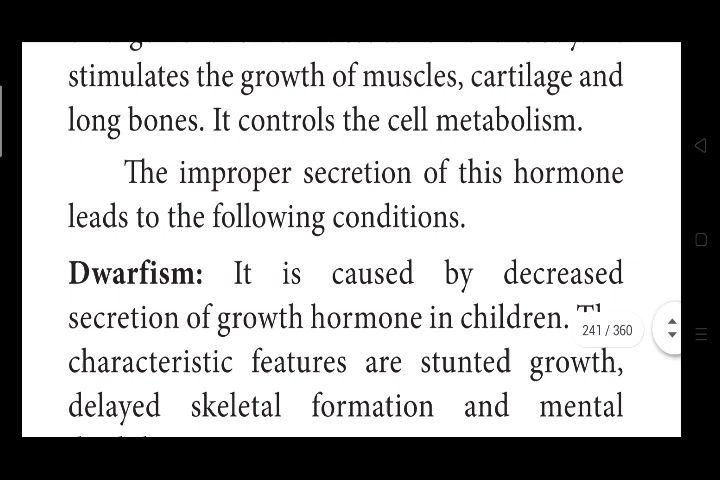 stimulates the growth of muscles, cartilage and
long bones. It controls the cell metabolism.
The improper secretion of this hormone
leads to the following conditions.
Dwarfism: It is caused by decreased
secretion of growth hormone in children.
241 / 360
characteristic features are stunted growth,
delayed skeletal formation and mental